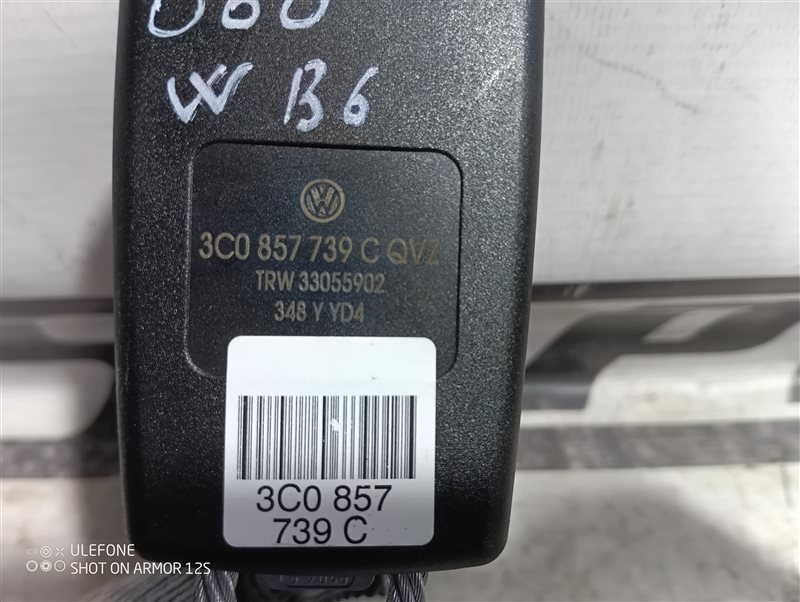 W B6
3C0 857 739 C QVZ
TRW 33055902
348 Y YD4
3C0 857
739 C
ULEFONE
SHOT ON ARMOR 12S